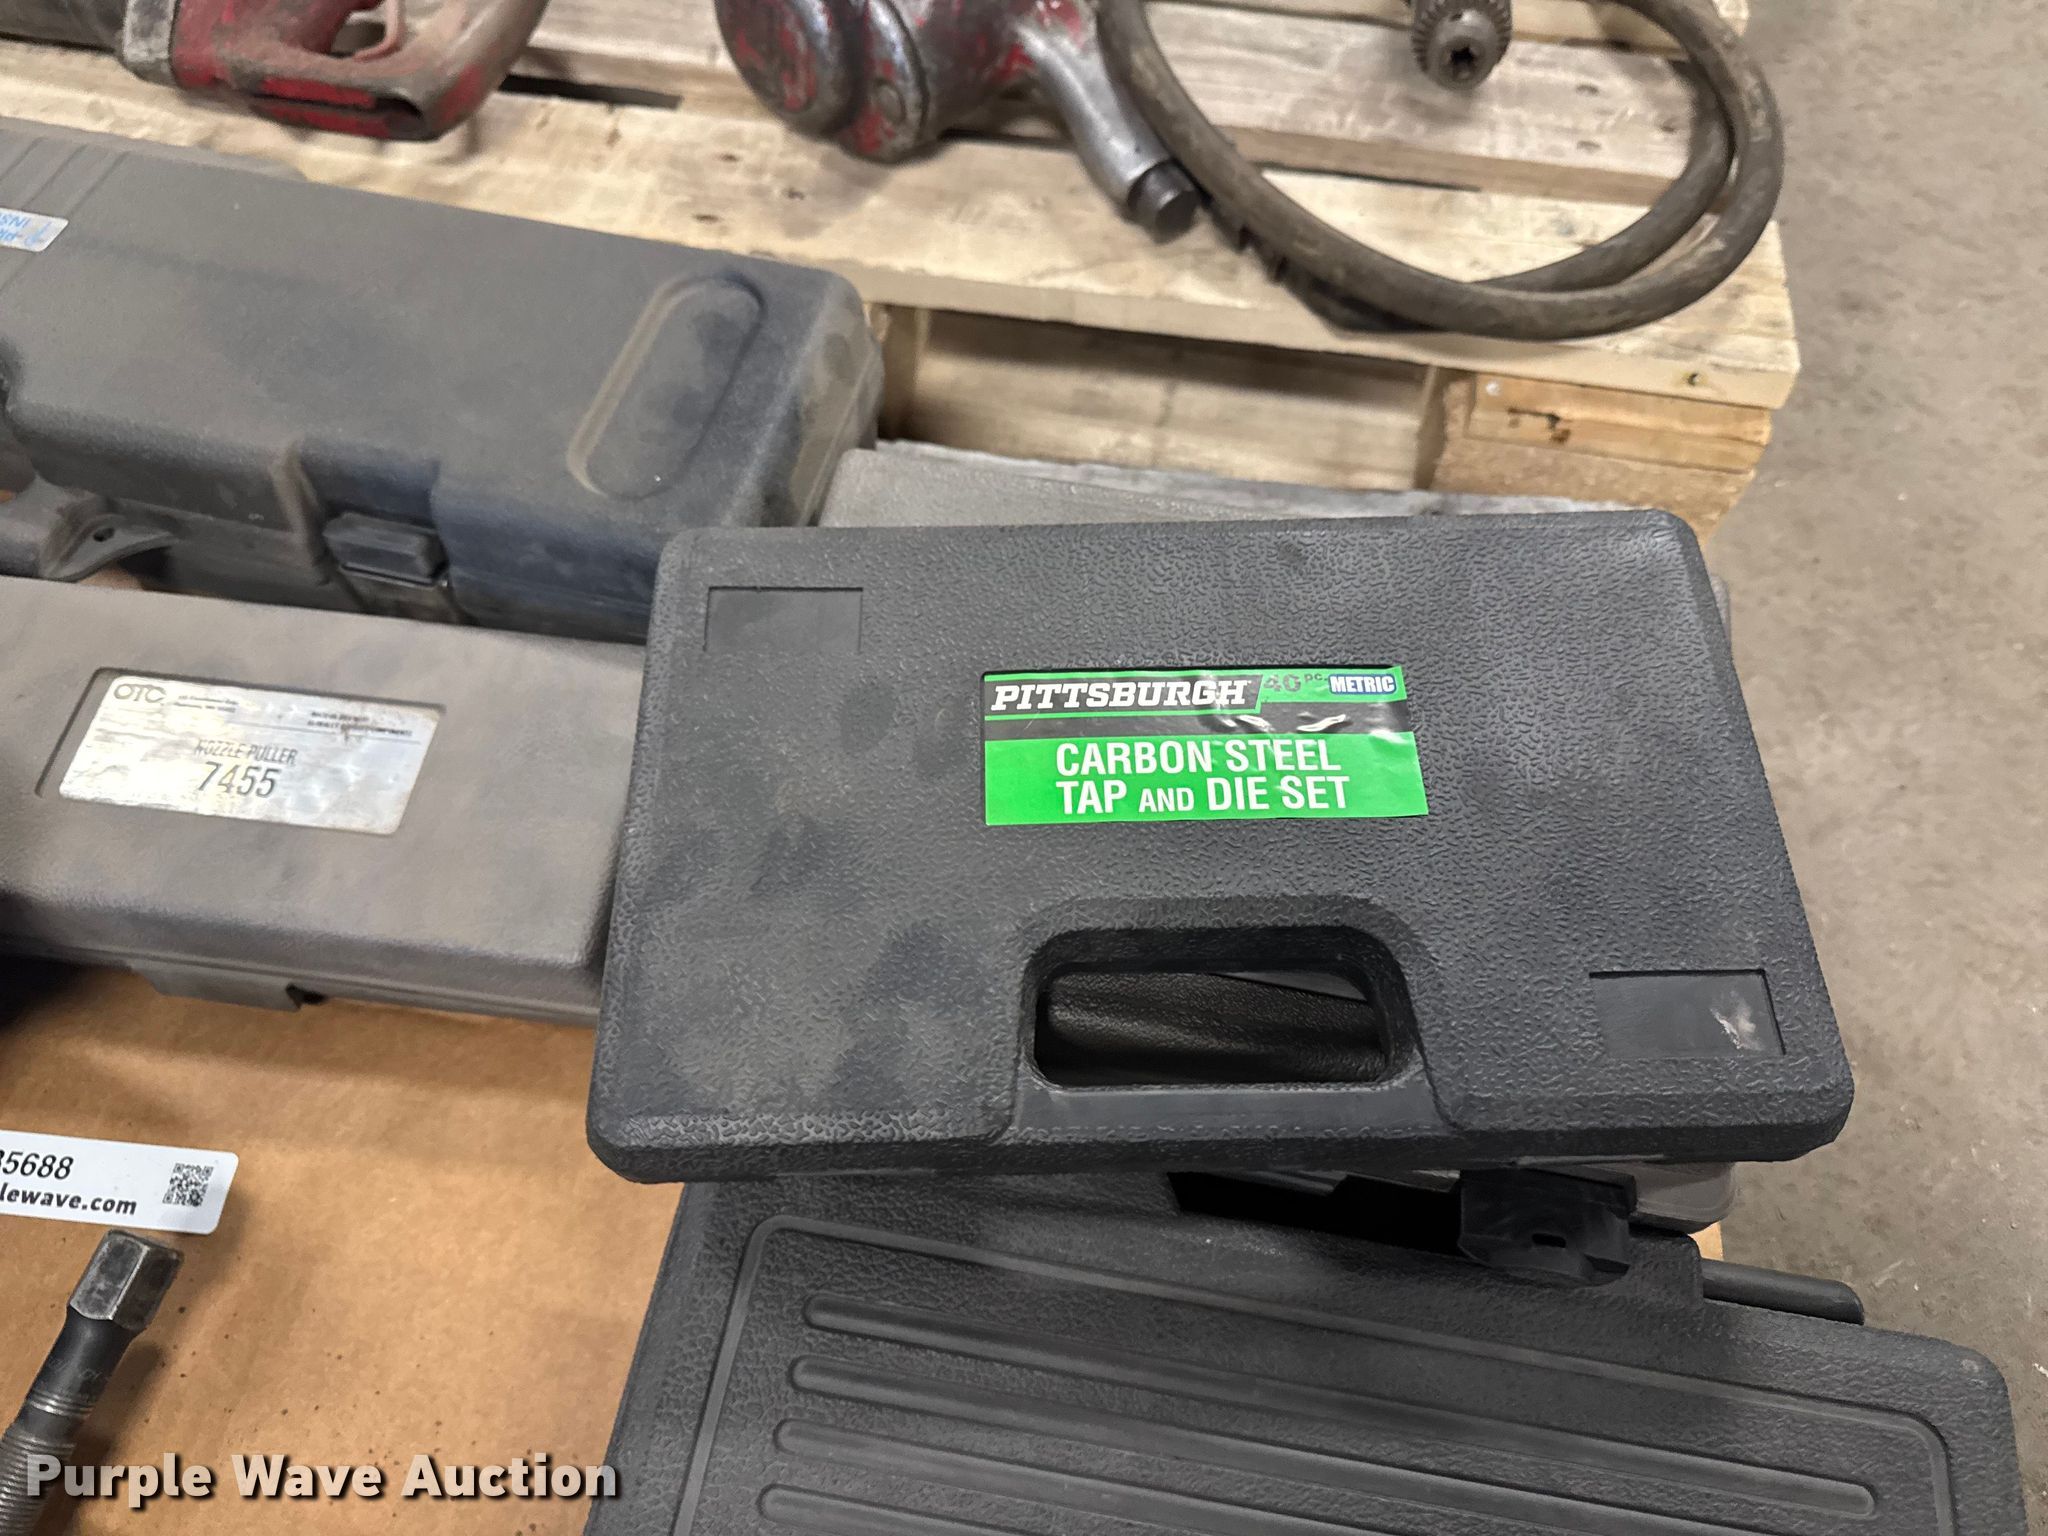 PITTSBURGH 40 PC. METRIC
CARBON STEEL
TAP AND DIE SET
OTC
NOZZLE PULLER
7455
35688
lewave.com
Purple Wave Auction